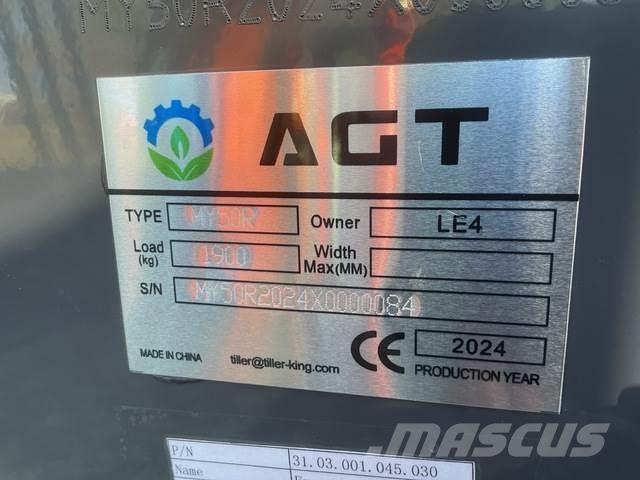 AGT
TYPE MY50R Owner LE4
Load (kg) 1900 Width Max(MM)
S/N MY50R2024X0000084
CE 2024
MADE IN CHINA tiller@tiller-king.com PRODUCTION YEAR
P/N 31.03.001.045.030
Name
MASCUS